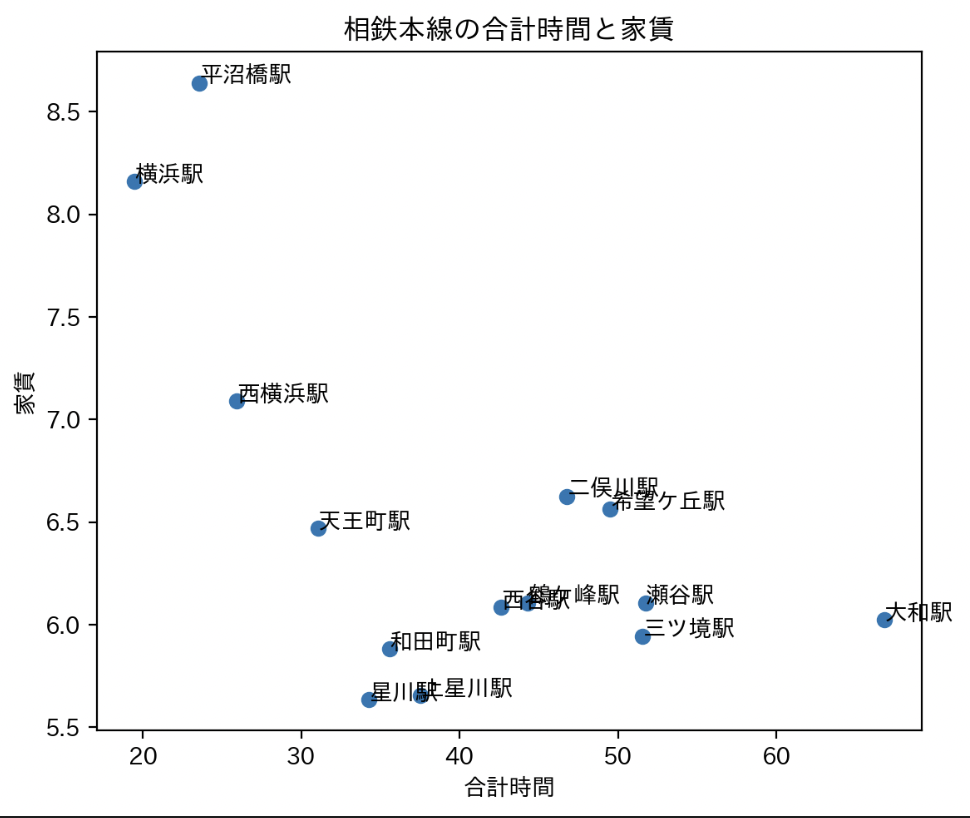 相鉄本線の合計時間と家賃
平沼橋駅
8.5
横浜駅
8.0
7.5
家賃
西横浜駅
7.0
二俣川駅
希望ケ丘駅
6.5
天王町駅
西谷駅
鶴ケ峰駅
瀬谷駅
大和駅
6.0
三ツ境駅
和田町駅
星川駅
上星川駅
5.5
20
30
40
50
60
合計時間